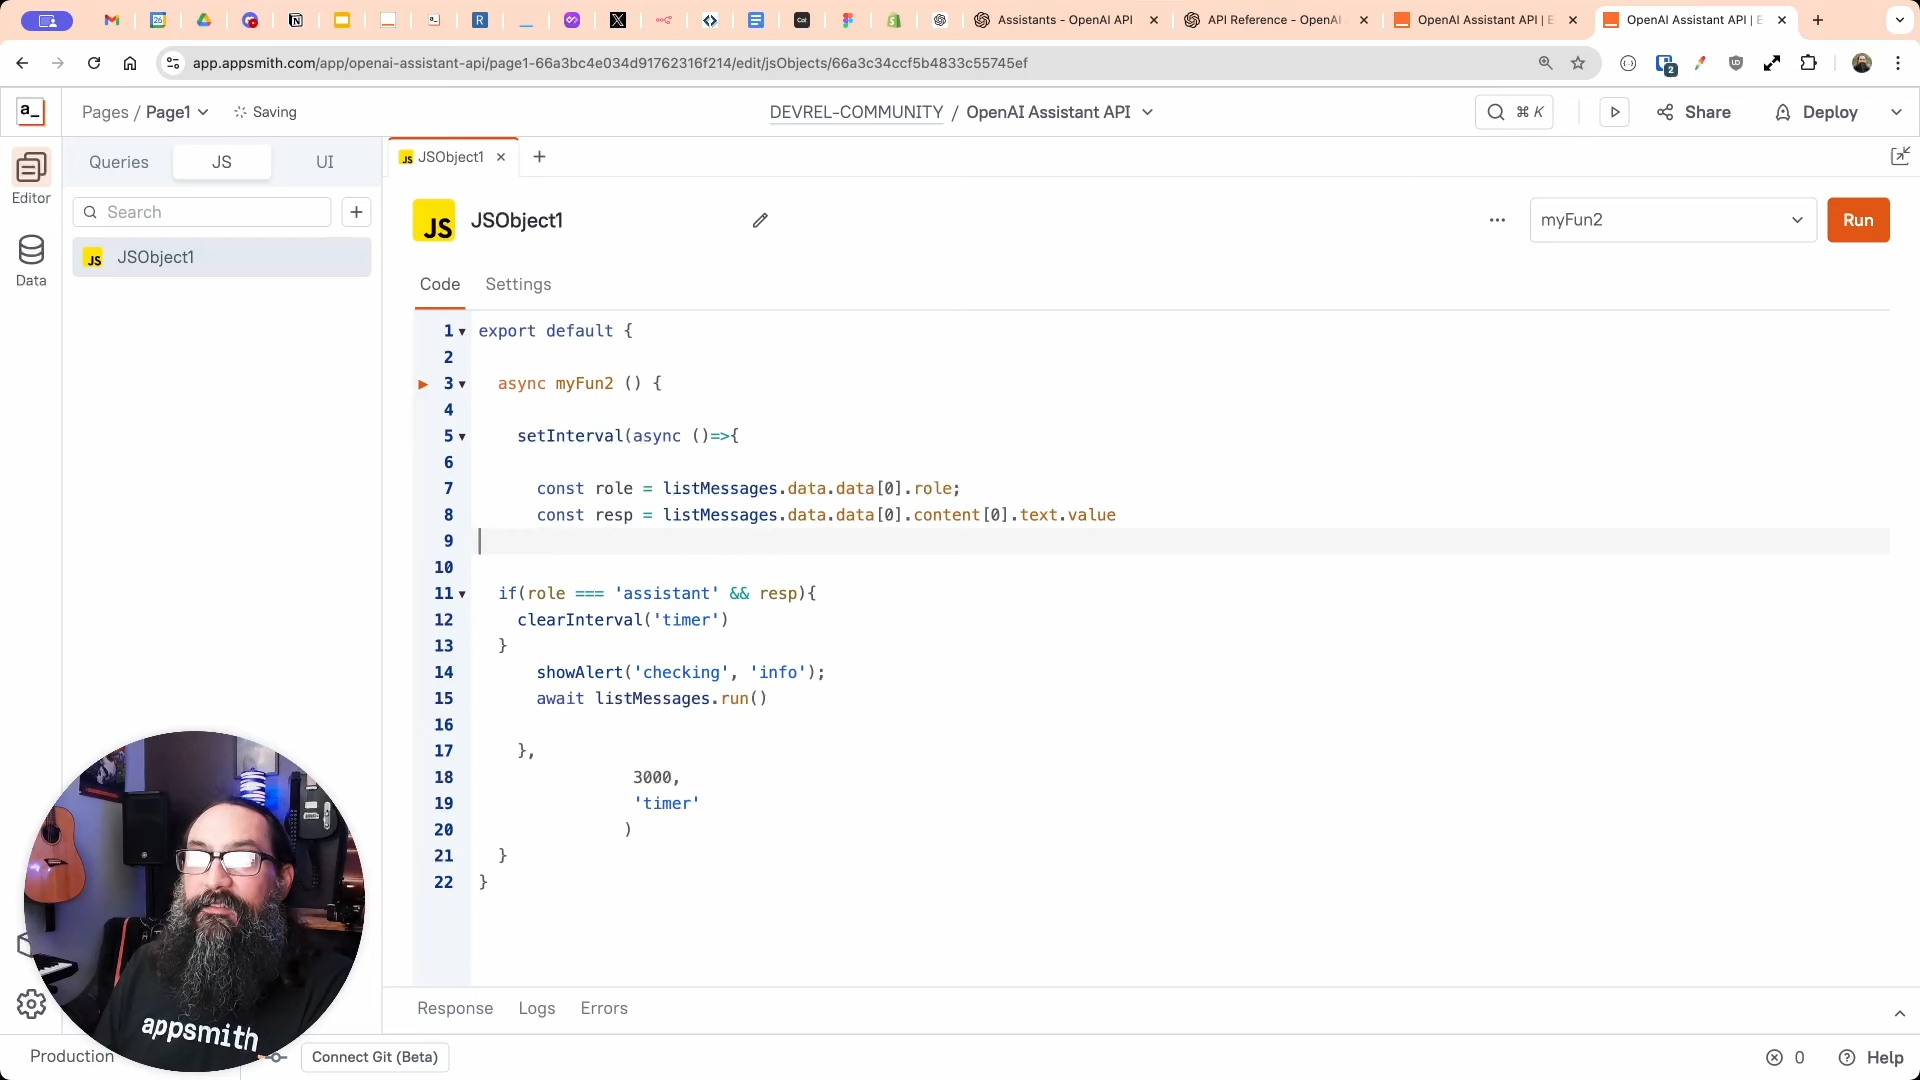 Assistants - OpenAI API
API Reference - OpenAI
OpenAI Assistant API | E
OpenAI Assistant API | E
app.appsmith.com/app/openai-assistant-api/page1-66a3bc4e034d91762316f214/edit/jsObjects/66a3c34ccf5b4833c55745ef
2
a_
Pages / Page1
Saving
DEVREL-COMMUNITY / OpenAI Assistant API
⌘ K
Share
Deploy
Editor
Data
Queries
JS
UI
Search
JS JSObject1
JS JSObject1
JS JSObject1
myFun2
Run
Code
Settings
1 export default {
2
3 async myFun2 () {
4
5 setInterval(async ()=>{
6
7 const role = listMessages.data.data[0].role;
8 const resp = listMessages.data.data[0].content[0].text.value
9
10
11 if(role === 'assistant' && resp){
12 clearInterval('timer')
13 }
14 showAlert('checking', 'info');
15 await listMessages.run()
16
17 },
18 3000,
19 'timer'
20 )
21 }
22 }
appsmith
Response
Logs
Errors
Production
Connect Git (Beta)
0
Help